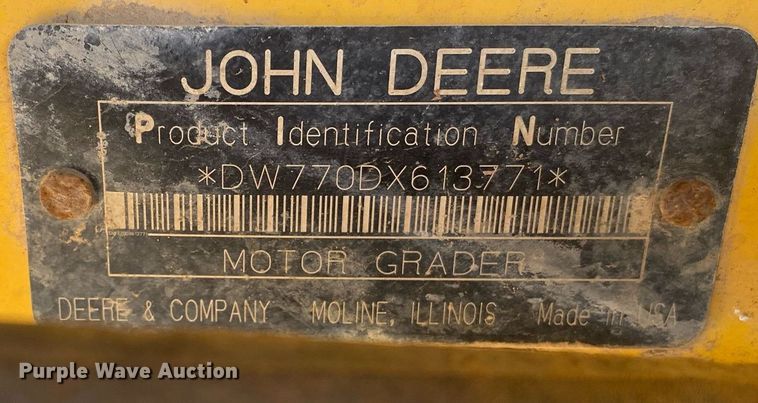 JOHN DEERE
Product Identification Number
*DW770DX613771*
MOTOR GRADER
DEERE & COMPANY MOLINE, ILLINOIS Made in USA
Purple Wave Auction